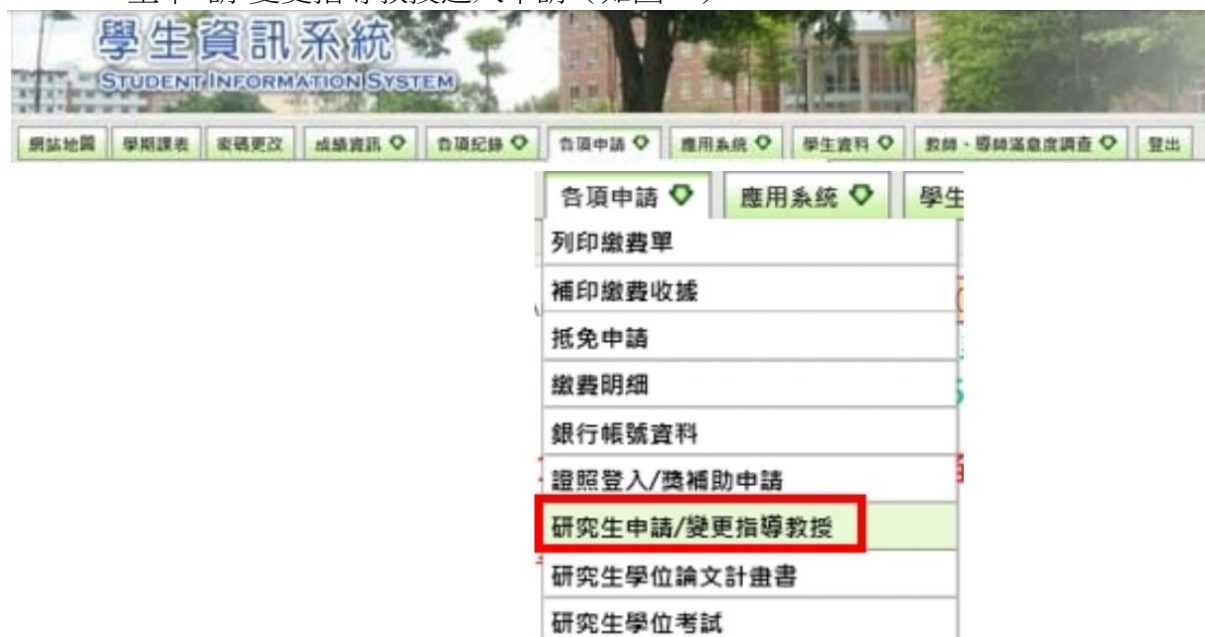 學生資訊系統
STUDENT INFORMATION SYSTEM
網站地圖 學期課表 密碼更改 成績資訊 各項紀錄 各項申請 應用系統 學生資料 教師、導師滿意度調查 登出
各項申請 應用系統 學生
列印繳費單
補印繳費收據
抵免申請
繳費明細
銀行帳號資料
證照登入/獎補助申請
研究生申請/變更指導教授
研究生學位論文計畫書
研究生學位考試